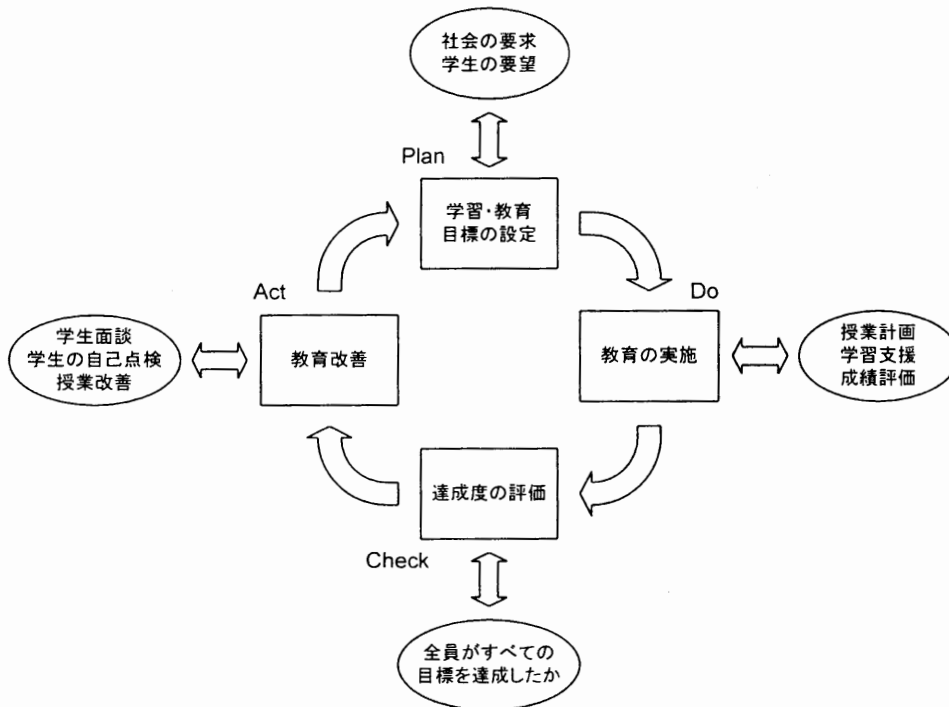 社会の要求
学生の要望
Plan
学習・教育
目標の設定
Act
Do
学生面談
学生の自己点検
授業改善
教育改善
教育の実施
授業計画
学習支援
成績評価
達成度の評価
Check
全員がすべての
目標を達成したか